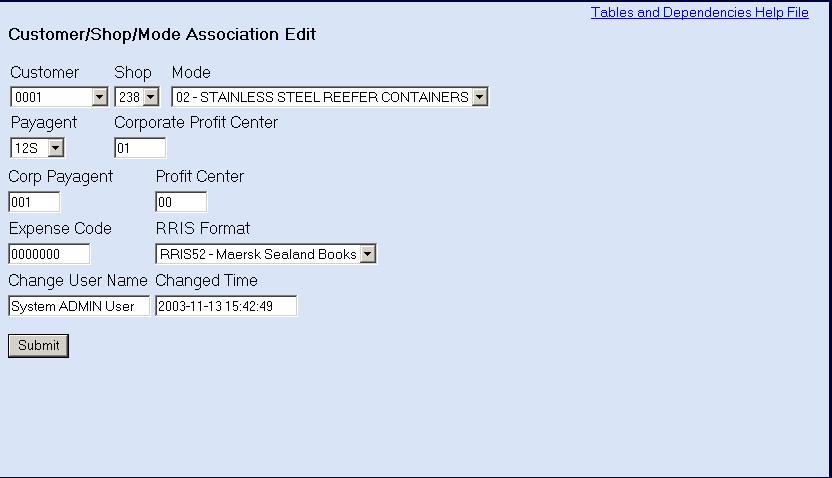 Tables and Dependencies Help File
Customer/Shop/Mode Association Edit
Customer Shop Mode
0001 238 02 - STAINLESS STEEL REEFER CONTAINERS
Payagent Corporate Profit Center
12S 01
Corp Payagent Profit Center
001 00
Expense Code RRIS Format
0000000 RRIS52 - Maersk Sealand Books
Change User Name Changed Time
System ADMIN User 2003-11-13 15:42:49
Submit